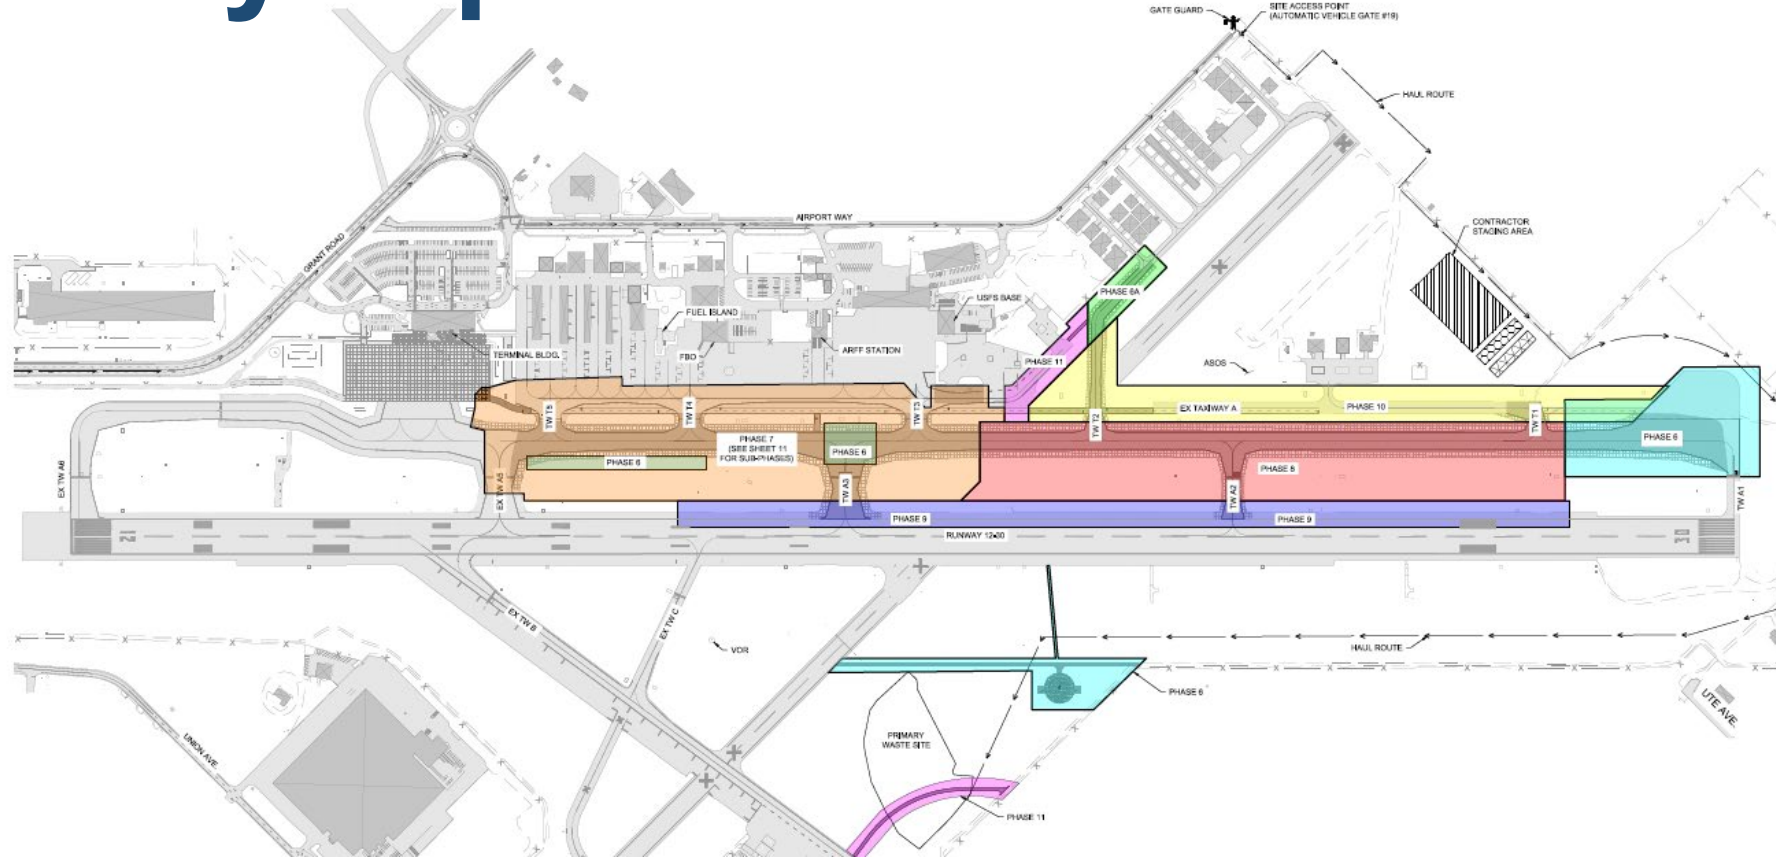 GATE GUARD
SITE ACCESS POINT
(AUTOMATIC VEHICLE GATE #19)
HAUL ROUTE
CONTRACTOR
STAGING AREA
AIRPORT WAY
GRANT ROAD
PHASE 6A
USFS BASE
FUEL ISLAND
TERMINAL BLDG.
FBO
ARFF STATION
PHASE 11
ASOS
TW T5
TW T4
TW T3
TW T2
TW T1
EX TAXIWAY A
PHASE 10
PHASE 7
(SEE SHEET 11
FOR SUB-PHASES)
PHASE 6
PHASE 6
PHASE 6
PHASE 8
EX TW A6
EX TW A5
TW A3
TW A2
TW A1
PHASE 9
PHASE 9
RUNWAY 12-30
12
30
EX TW B
EX TW C
VOR
HAUL ROUTE
PHASE 6
UTE AVE.
UNION AVE.
PRIMARY
WASTE SITE
PHASE 11